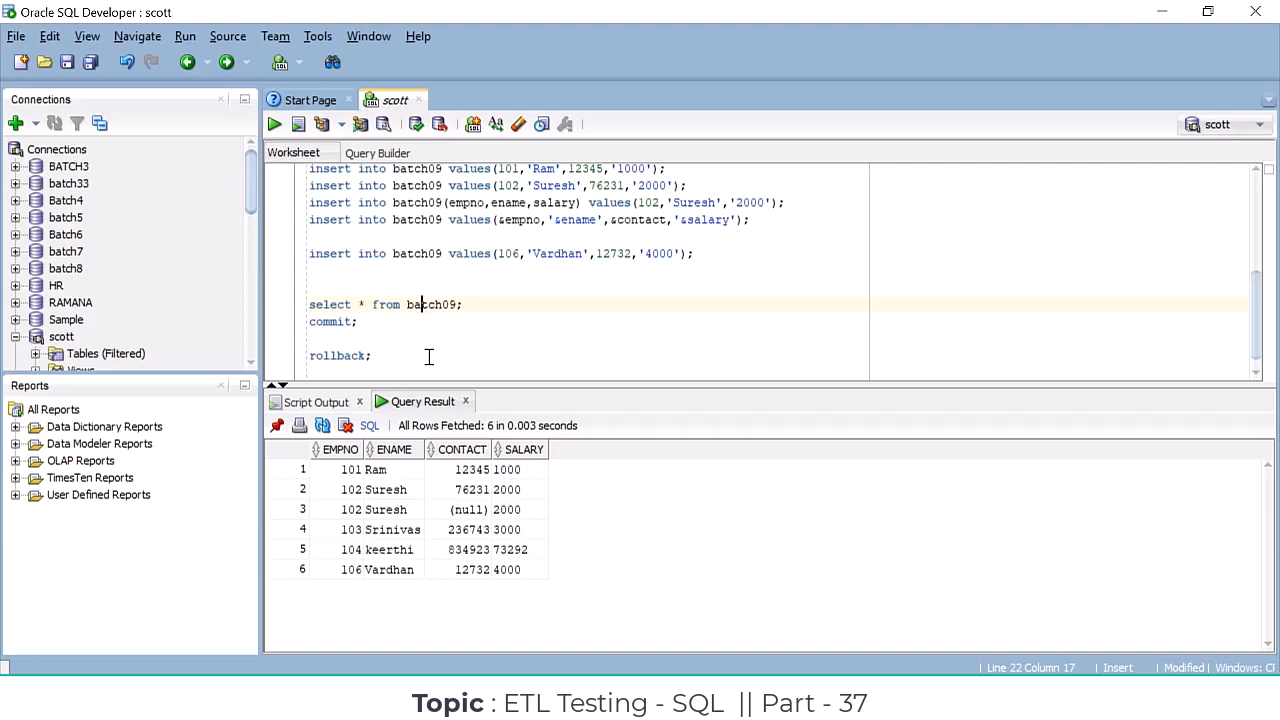 Oracle SQL Developer : scott
File Edit View Navigate Run Source Team Tools Window Help
Connections
Start Page
scott
scott
Connections
BATCH3
batch33
Batch4
batch5
Batch6
batch7
batch8
HR
RAMANA
Sample
scott
Tables (Filtered)
Worksheet Query Builder
insert into batch09 values(101,'Ram',12345,'1000');
insert into batch09 values(102,'Suresh',76231,'2000');
insert into batch09(empno,ename,salary) values(102,'Suresh','2000');
insert into batch09 values(&empno,'&ename',&contact,'&salary');
insert into batch09 values(106,'Vardhan',12732,'4000');
select * from batch09;
commit;
rollback;
Reports
All Reports
Data Dictionary Reports
Data Modeler Reports
OLAP Reports
TimesTen Reports
User Defined Reports
Script Output Query Result
SQL All Rows Fetched: 6 in 0.003 seconds
EMPNO ENAME CONTACT SALARY
1 101 Ram 12345 1000
2 102 Suresh 76231 2000
3 102 Suresh (null) 2000
4 103 Srinivas 236743 3000
5 104 keerthi 834923 73292
6 106 Vardhan 12732 4000
Line 22 Column 17 Insert Modified Windows: CF
Topic : ETL Testing - SQL || Part - 37